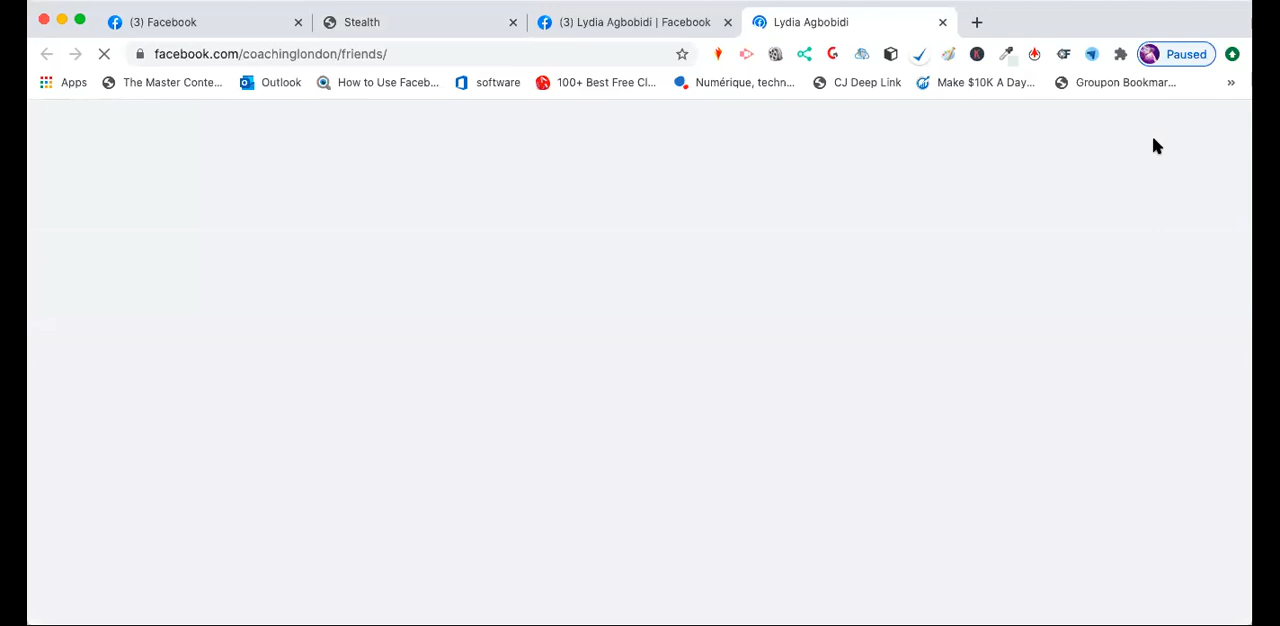 (3) Facebook Stealth (3) Lydia Agbobidi | Facebook Lydia Agbobidi
facebook.com/coachinglondon/friends/ Paused
Apps The Master Conte... Outlook How to Use Faceb... software 100+ Best Free Cl... Numérique, techn... CJ Deep Link Make $10K A Day... Groupon Bookmar... »